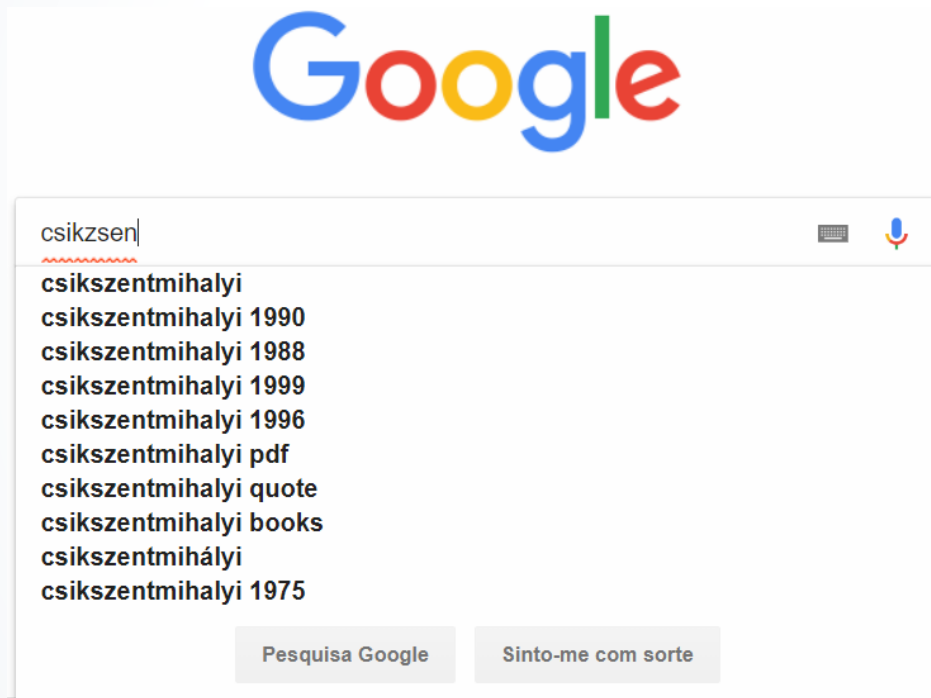 Google
csikzsen
csikszentmihalyi
csikszentmihalyi 1990
csikszentmihalyi 1988
csikszentmihalyi 1999
csikszentmihalyi 1996
csikszentmihalyi pdf
csikszentmihalyi quote
csikszentmihalyi books
csikszentmihályi
csikszentmihalyi 1975
Pesquisa Google Sinto-me com sorte